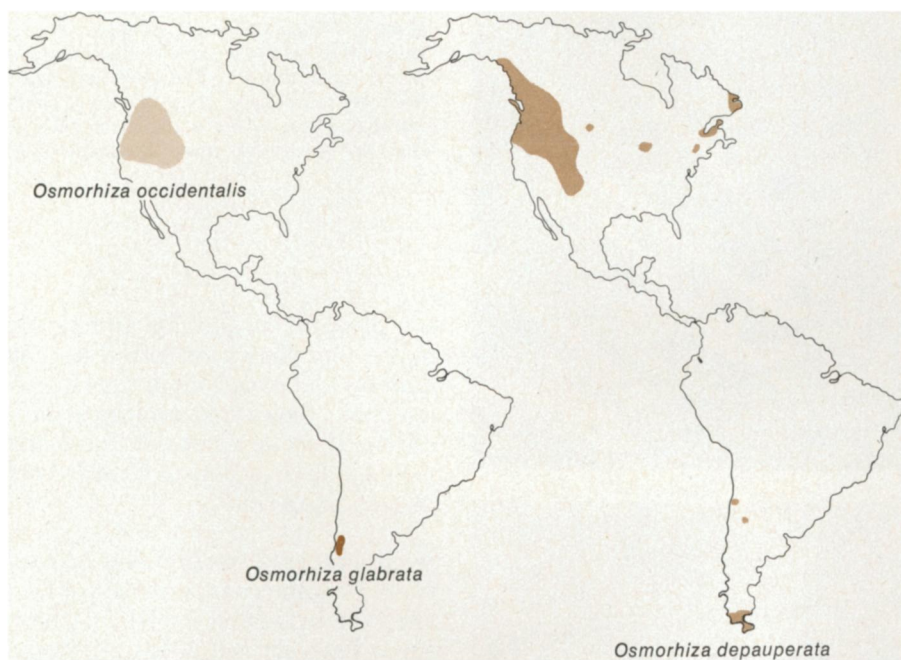 Osmorhiza occidentalis
Osmorhiza glabrata
Osmorhiza depauperata